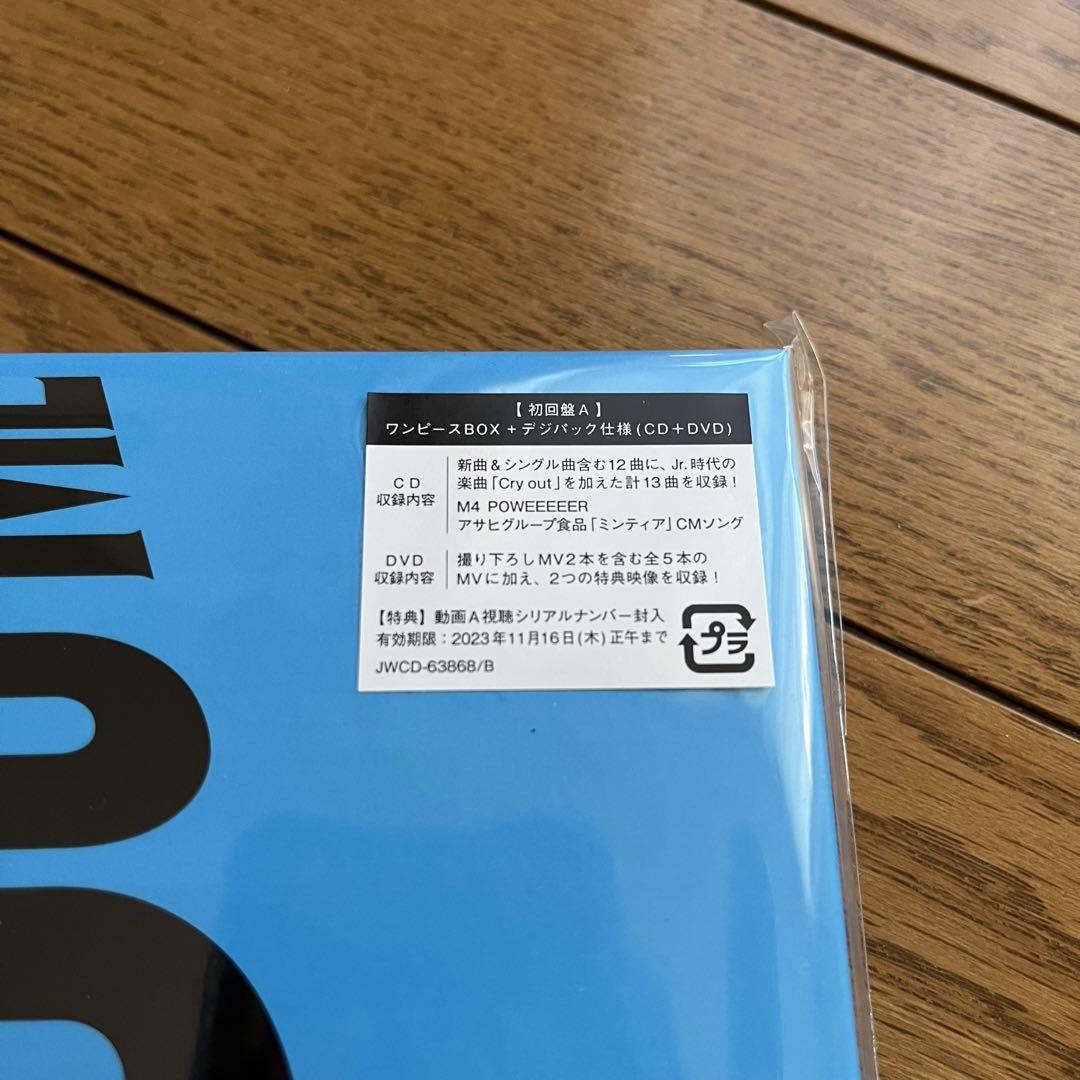 【初回盤A】
ワンピースBOX+デジパック仕様(CD+DVD)
CD
収録内容
新曲&シングル曲含む12曲に、Jr.時代の
楽曲「Cry out」を加えた計13曲を収録!
M4 POWEEEEEER
アサヒグループ食品「ミンティア」CMソング
DVD
収録内容
撮り下ろしMV2本を含む全5本の
MVに加え、2つの特典映像を収録!
【特典】動画A視聴シリアルナンバー封入
有効期限:2023年11月16日(木)正午まで
JWCD-63868/B
プラ